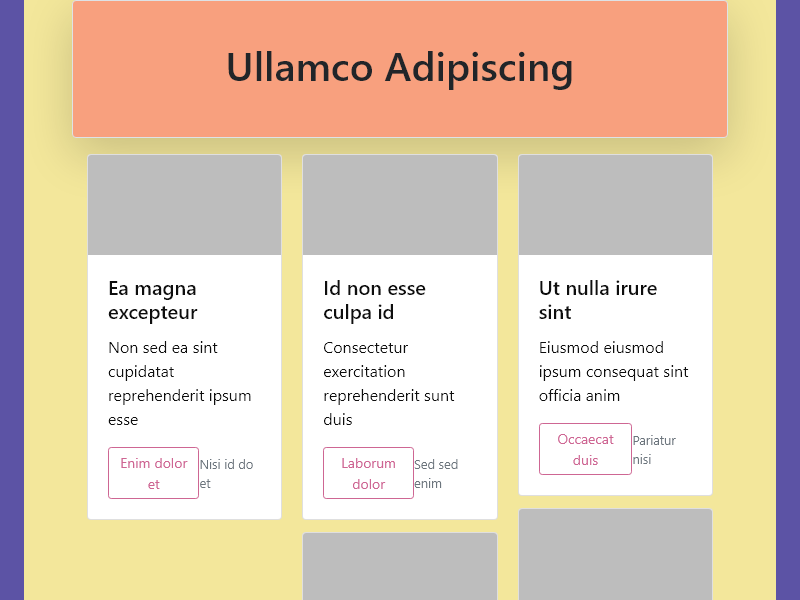 Ullamco Adipiscing
Ea magna
excepteur
Non sed ea sint
cupidatat
reprehenderit ipsum
esse
Enim dolor
et
Nisi id do
et
Id non esse
culpa id
Consectetur
exercitation
reprehenderit sunt
duis
Laborum
dolor
Sed sed
enim
Ut nulla irure
sint
Eiusmod eiusmod
ipsum consequat sint
officia anim
Occaecat
duis
Pariatur
nisi